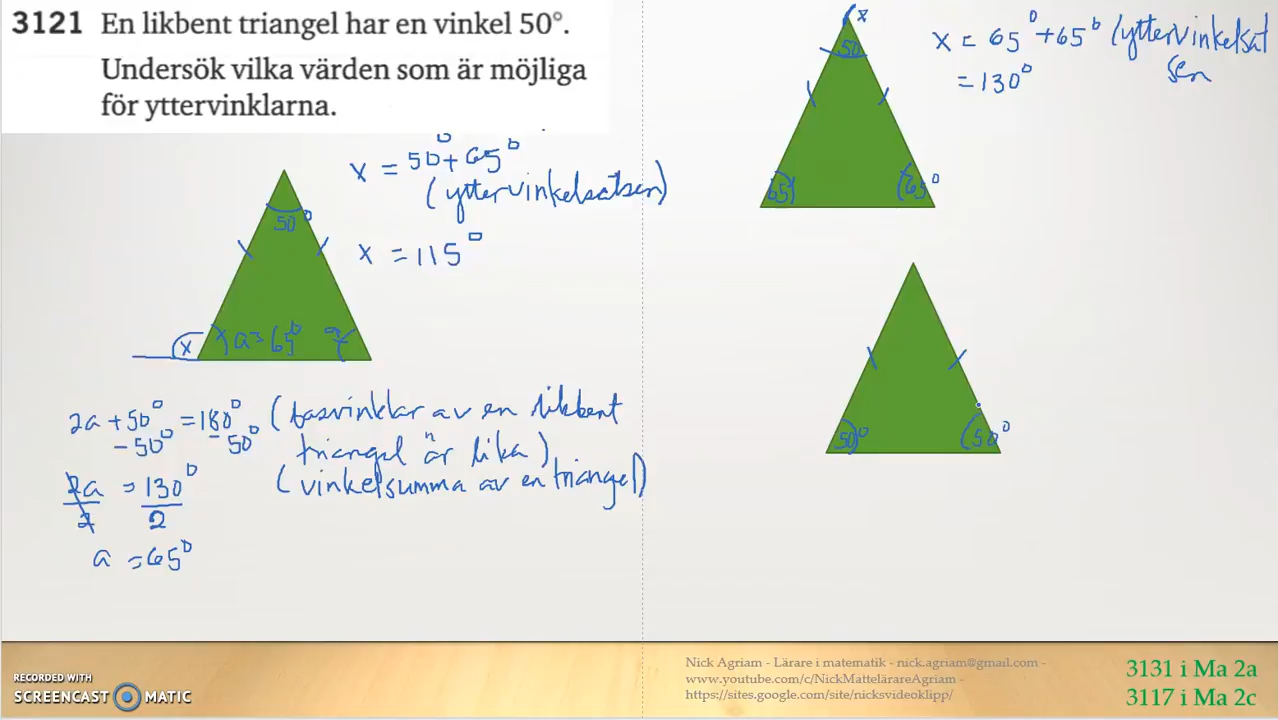 3121 En likbent triangel har en vinkel 50°.
Undersök vilka värden som är möjliga
för yttervinklarna.
x = 50° + 65°
(yttervinkelsatsen)
x = 115°
50°
x
a = 65°
2a + 50° = 180° (basvinklar av en likbent
- 50° - 50°
triangel är lika)
2a = 130° (vinkelsumma av en triangel)
2 2
a = 65°
x
50
65
65°
x = 65° + 65° (yttervinkelsat
sen
= 130°
50°
50°
RECORDED WITH
SCREENCAST MATIC
Nick Agriam - Lärare i matematik - nick.agriam@gmail.com -
www.youtube.com/c/NickMattelärareAgriam -
https://sites.google.com/site/nicksvideoklipp/
3131 i Ma 2a
3117 i Ma 2c